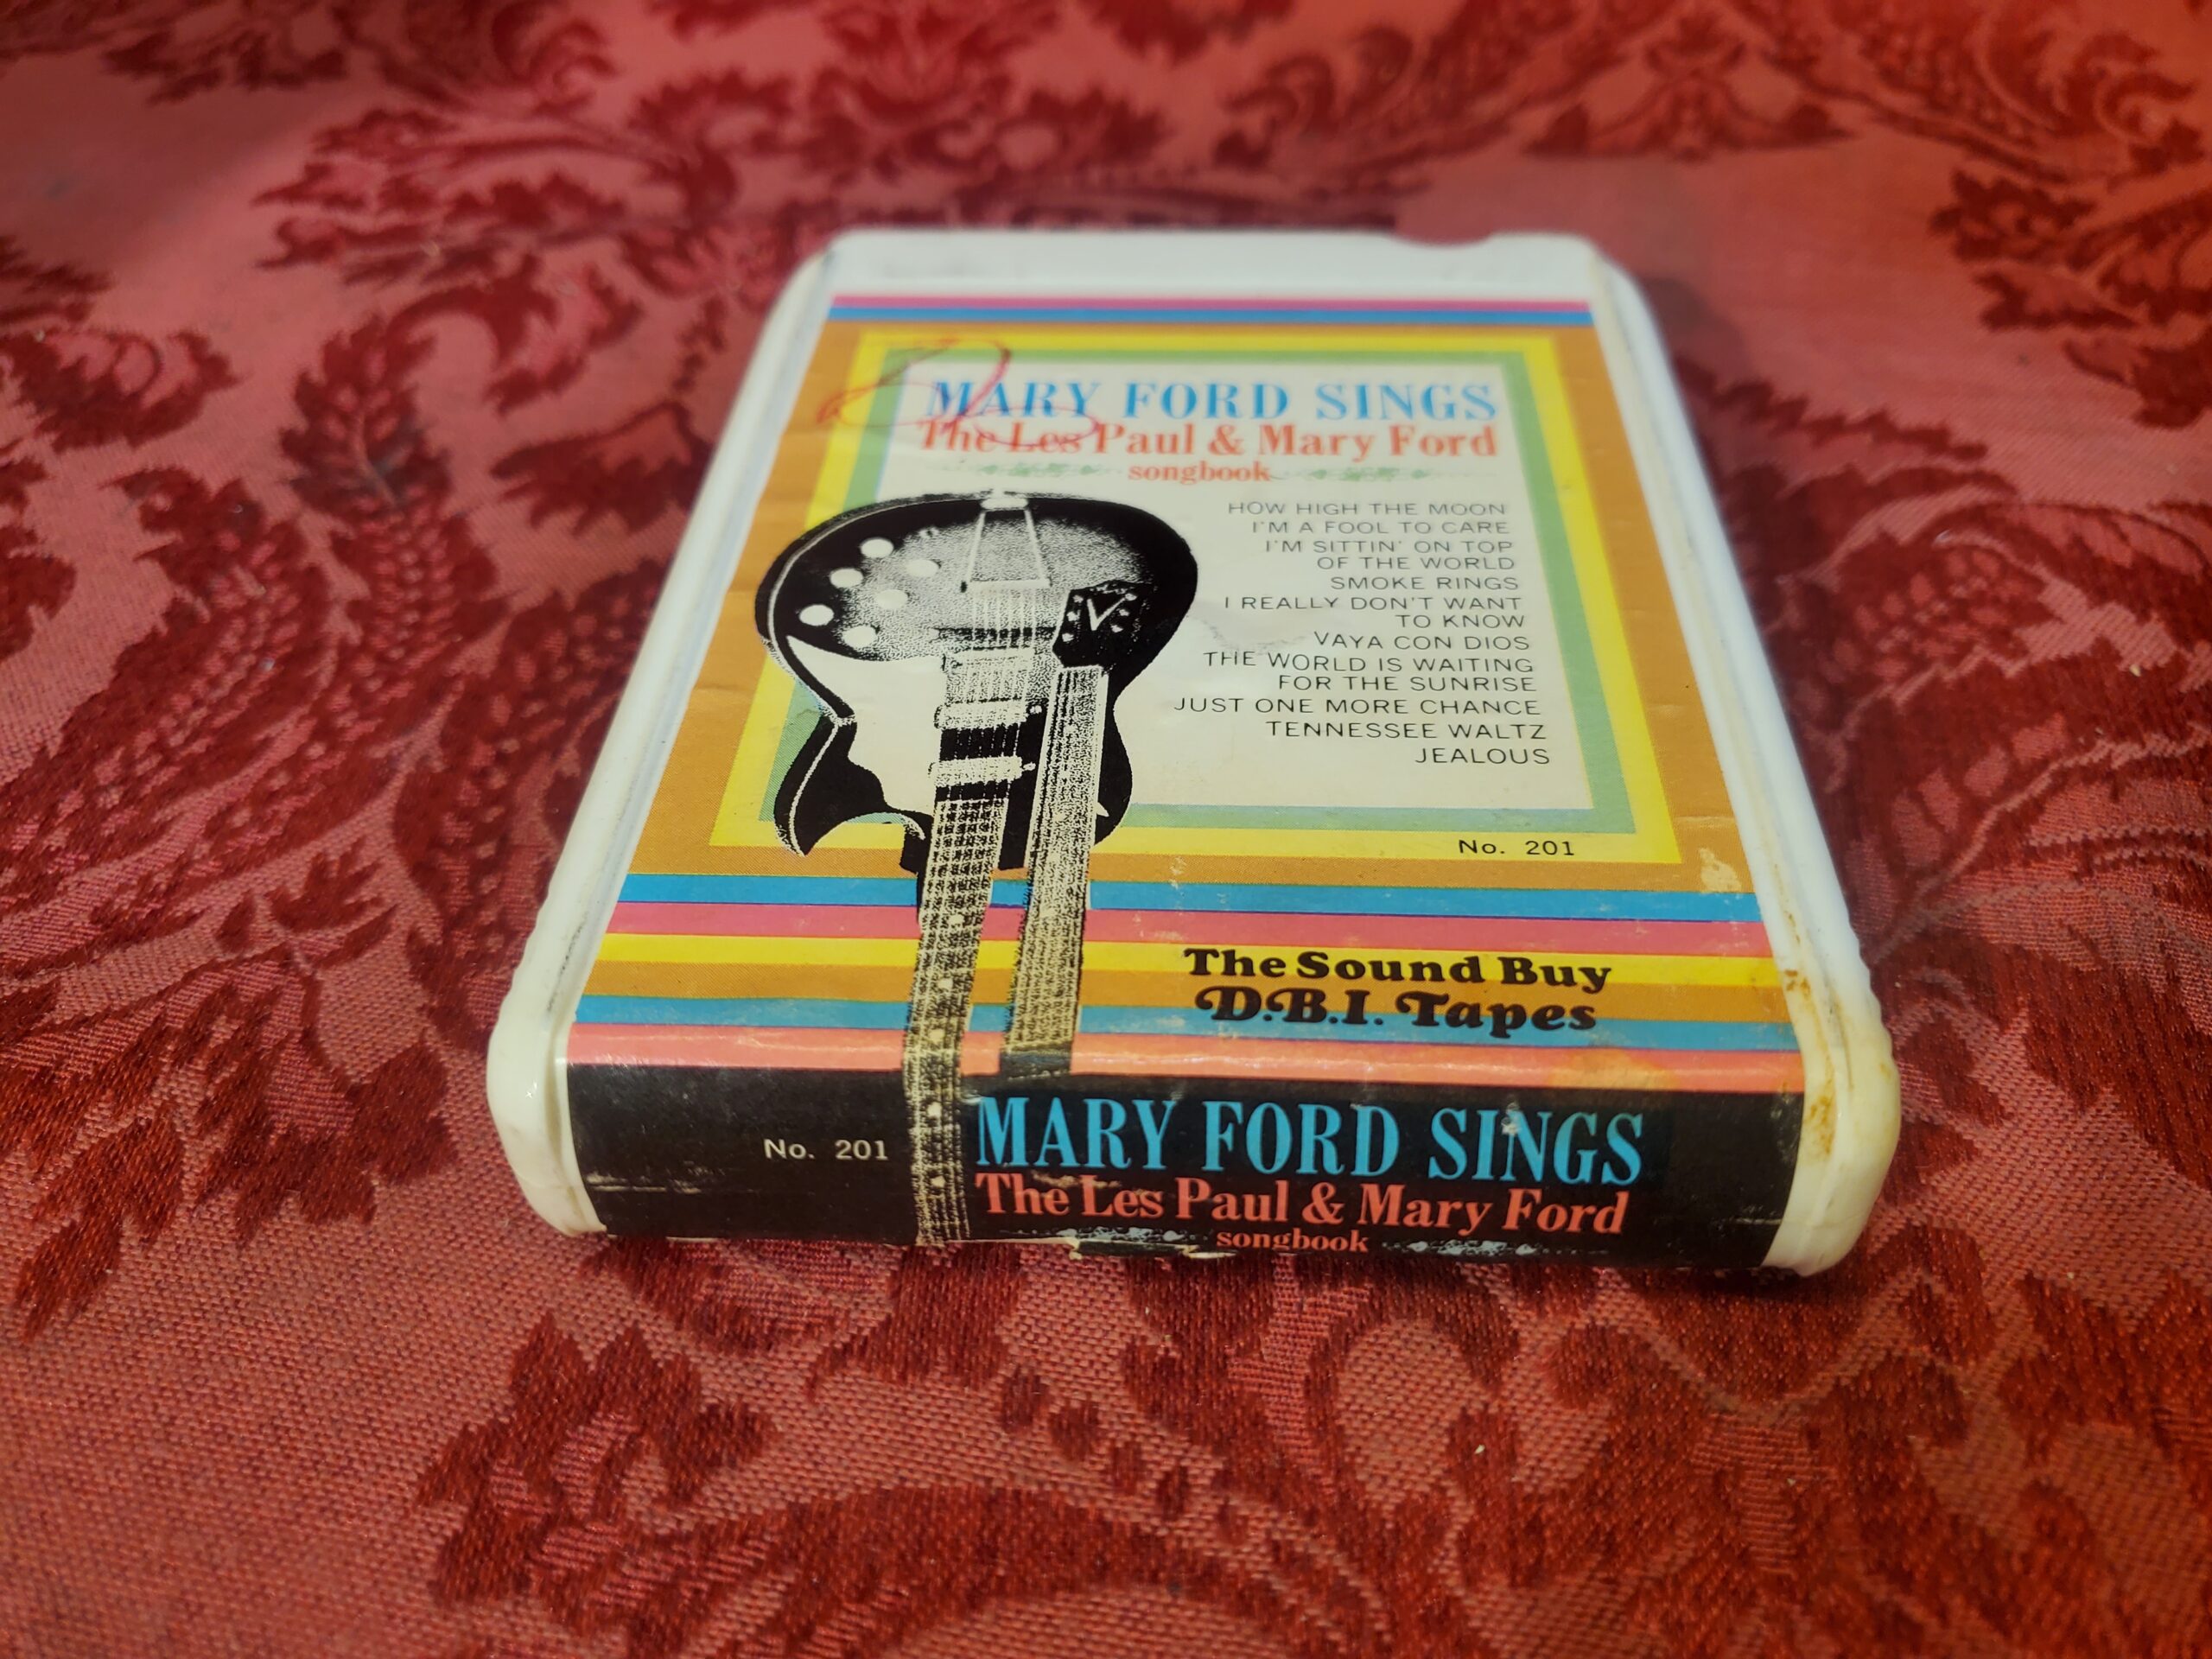 MARY FORD SINGS
The Les Paul & Mary Ford
songbook
HOW HIGH THE MOON
I'M A FOOL TO CARE
I'M SITTIN' ON TOP
OF THE WORLD
SMOKE RINGS
I REALLY DON'T WANT
TO KNOW
VAYA CON DIOS
THE WORLD IS WAITING
FOR THE SUNRISE
JUST ONE MORE CHANCE
TENNESSEE WALTZ
JEALOUS
No. 201
The Sound Buy
D.B.I. Tapes
No. 201
MARY FORD SINGS
The Les Paul & Mary Ford
songbook